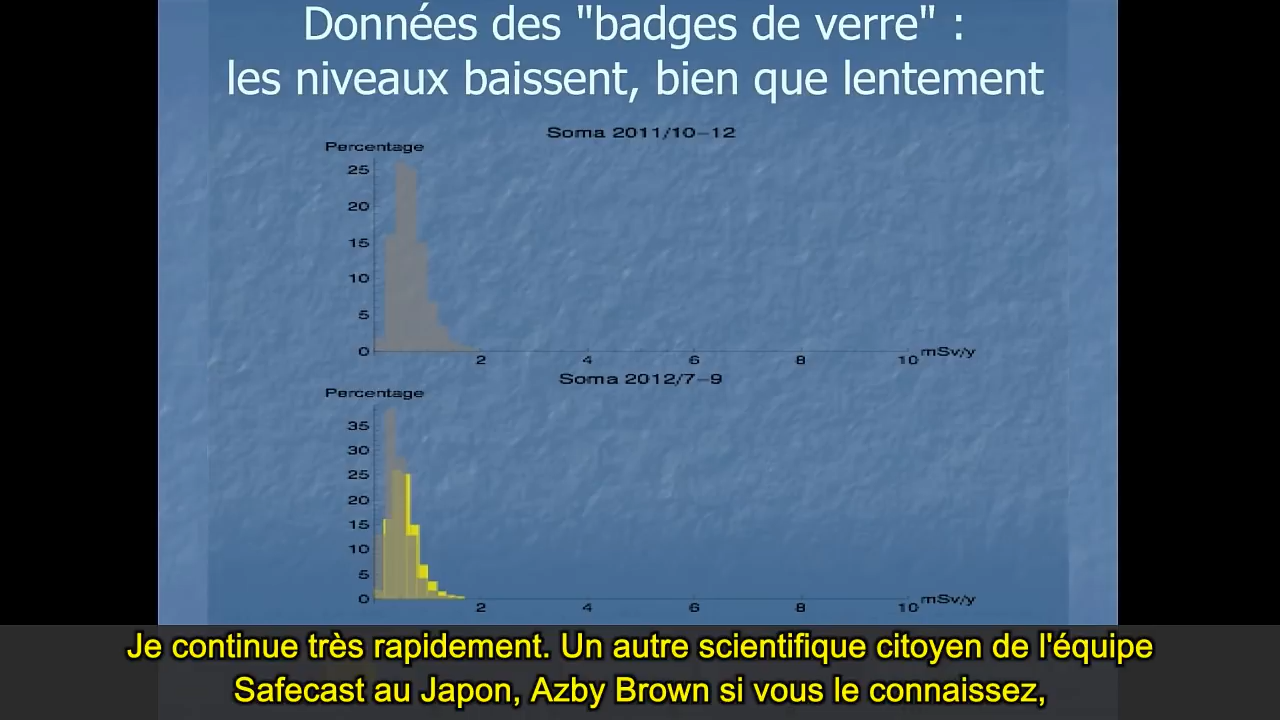 Données des "badges de verre" :
les niveaux baissent, bien que lentement
Soma 2011/10-12
Percentage
25
20
15
10
5
0
2 4 6 8 10 mSv/y
Soma 2012/7-9
Percentage
35
30
25
20
15
10
5
0
2 4 6 8 10 mSv/y
Je continue très rapidement. Un autre scientifique citoyen de l'équipe
Safecast au Japon, Azby Brown si vous le connaissez,